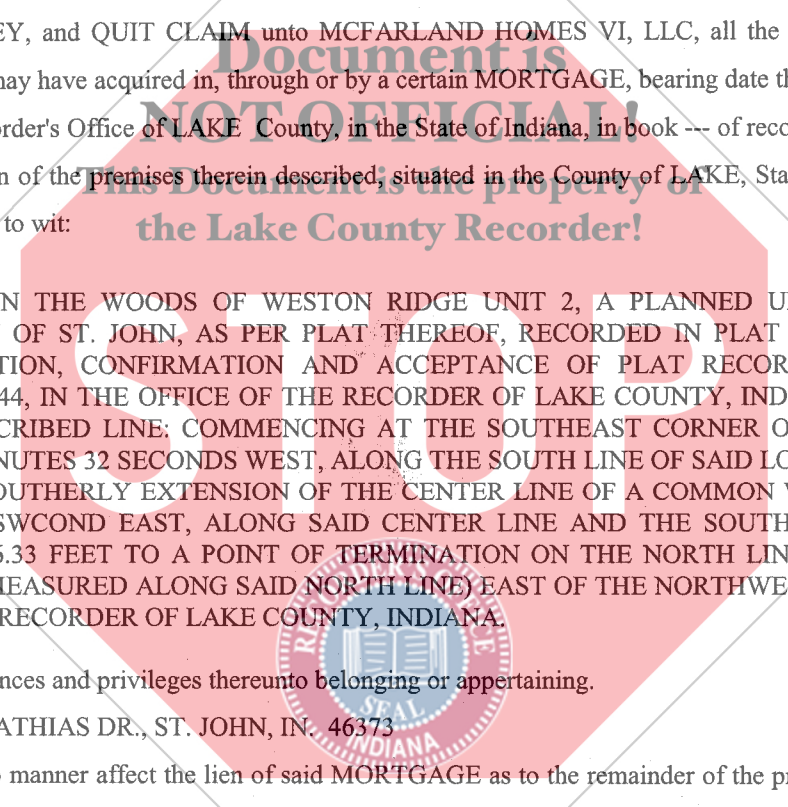 EY, and QUIT CLAIM unto MCFARLAND HOMES VI, LLC, all the
Document is
may have acquired in, through or by a certain MORTGAGE, bearing date th
NOT OFFICIAL!
order's Office of LAKE County, in the State of Indiana, in book --- of reco
n of the premises therein described, situated in the County of LAKE, Sta
This Document is the property of
to wit:
the Lake County Recorder!
N THE WOODS OF WESTON RIDGE UNIT 2, A PLANNED U
OF ST. JOHN, AS PER PLAT THEREOF, RECORDED IN PLAT
TION, CONFIRMATION AND ACCEPTANCE OF PLAT RECOR
44, IN THE OFFICE OF THE RECORDER OF LAKE COUNTY, IND
CRIBED LINE: COMMENCING AT THE SOUTHEAST CORNER O
STOP
NUTES 32 SECONDS WEST, ALONG THE SOUTH LINE OF SAID LO
OUTHERLY EXTENSION OF THE CENTER LINE OF A COMMON
SWCOND EAST, ALONG SAID CENTER LINE AND THE SOUTH
5.33 FEET TO A POINT OF TERMINATION ON THE NORTH LIN
MEASURED ALONG SAID NORTH LINE) EAST OF THE NORTHWE
RECORDER OF LAKE COUNTY, INDIANA.
RECORDER'S OFFICE
nces and privileges thereunto belonging or appertaining.
SEAL
ATHIAS DR., ST. JOHN, IN. 46373
INDIANA
manner affect the lien of said MORTGAGE as to the remainder of the pr